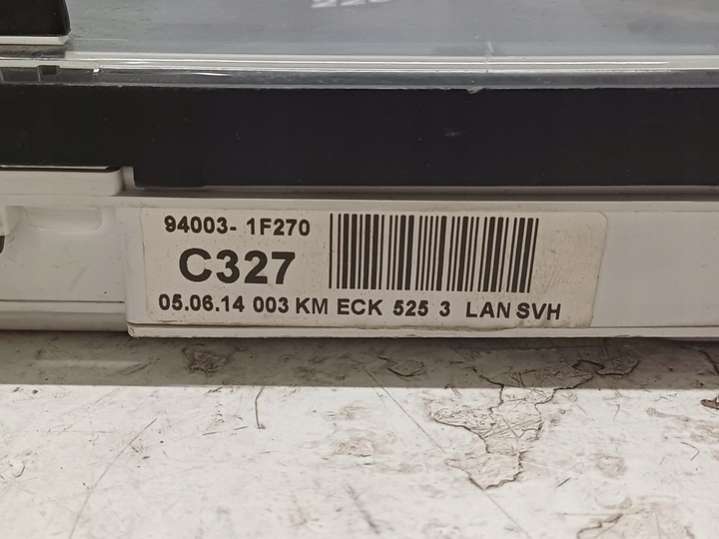 94003- 1F270
C327
05.06.14 003 KM ECK 525 3 LAN SVH